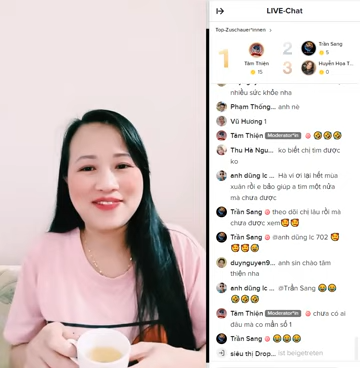 LIVE-Chat
Top-Zuschauer*innen >
1
Tâm Thiện
15
2
Trần Sang
5
3
Huyền Hoa T...
0
nhiều sức khỏe nha
Phạm Thống... anh nè
Vũ Hương 1
Tâm Thiện Moderator*in
Thu Hà Ngu... ko biết chị tìm được
ko
anh dũng lc ... Hà vi ơi lại hết mùa
xuân rồi e bảo giúp a tìm một nửa
mà chưa được
Trần Sang theo dõi chị lâu rồi mà
chưa được xem
Trần Sang @anh dũng lc 702
duynguyen9... anh sin chào tâm
thiện nha
anh dũng lc ... @Trần Sang
Tâm Thiện Moderator*in chưa có ai
đâu mà co mần số 1
Trần Sang
siêu thị Drop... ist beigetreten